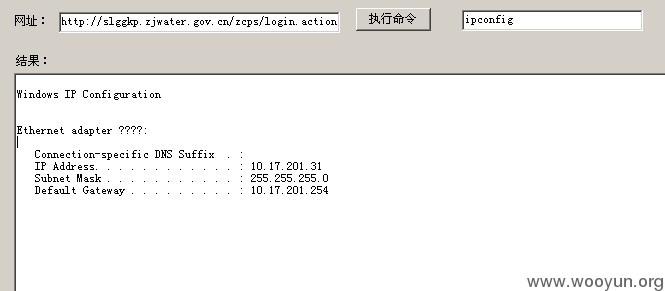 网址： http://slggkp.zjwater.gov.cn/zcps/login.action 执行命令 ipconfig
结果：
Windows IP Configuration
Ethernet adapter ????:
Connection-specific DNS Suffix . :
IP Address. . . . . . . . . . . . : 10.17.201.31
Subnet Mask . . . . . . . . . . . : 255.255.255.0
Default Gateway . . . . . . . . . : 10.17.201.254
www.wooyun.org